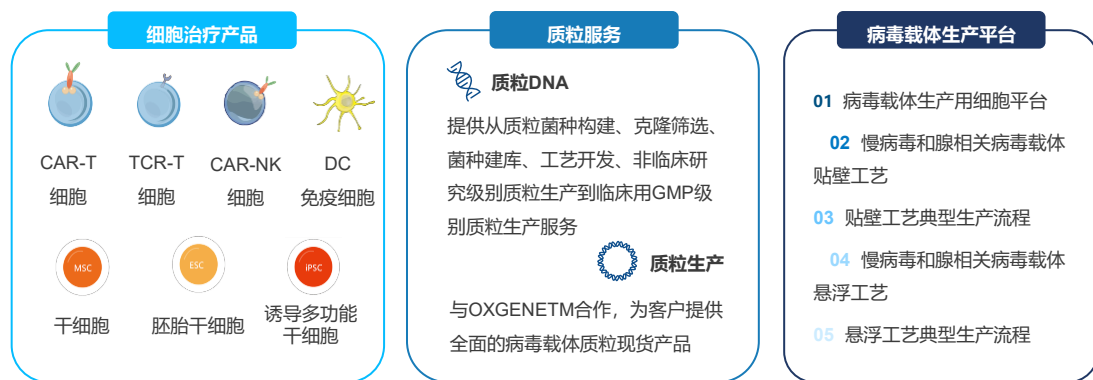 细胞治疗产品
CAR-T
细胞
TCR-T
细胞
CAR-NK
细胞
DC
免疫细胞
MSC
干细胞
ESC
胚胎干细胞
iPSC
诱导多功能
干细胞
质粒服务
质粒DNA
提供从质粒菌种构建、克隆筛选、
菌种建库、工艺开发、非临床研
究级别质粒生产到临床用GMP级
别质粒生产服务
质粒生产
与OXGENETM合作，为客户提供
全面的病毒载体质粒现货产品
病毒载体生产平台
01 病毒载体生产用细胞平台
02 慢病毒和腺相关病毒载体
贴壁工艺
03 贴壁工艺典型生产流程
04 慢病毒和腺相关病毒载体
悬浮工艺
05 悬浮工艺典型生产流程